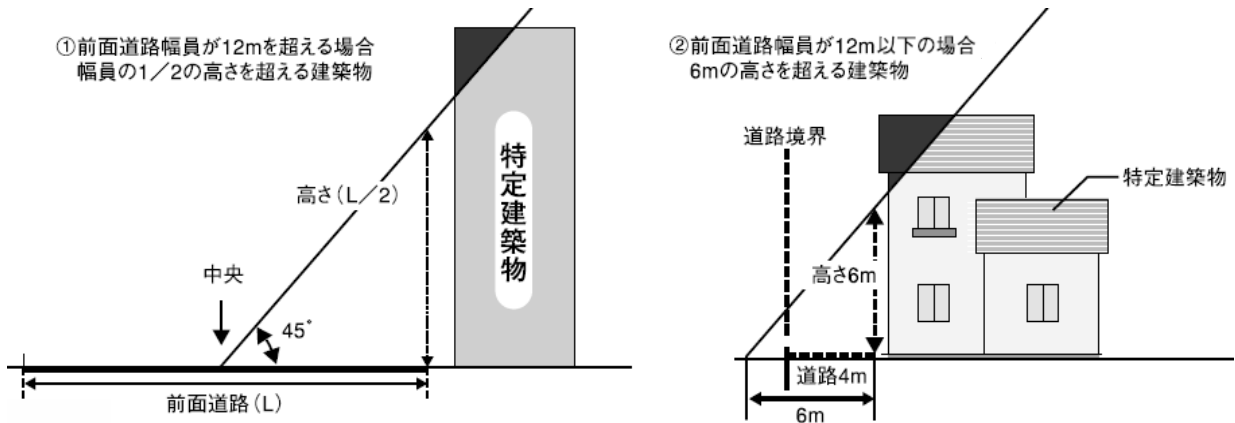 ①前面道路幅員が12mを超える場合
幅員の1／2の高さを超える建築物
高さ（L／2）
中央
45°
前面道路（L）
特定建築物
②前面道路幅員が12m以下の場合
6mの高さを超える建築物
道路境界
特定建築物
高さ6m
道路4m
6m